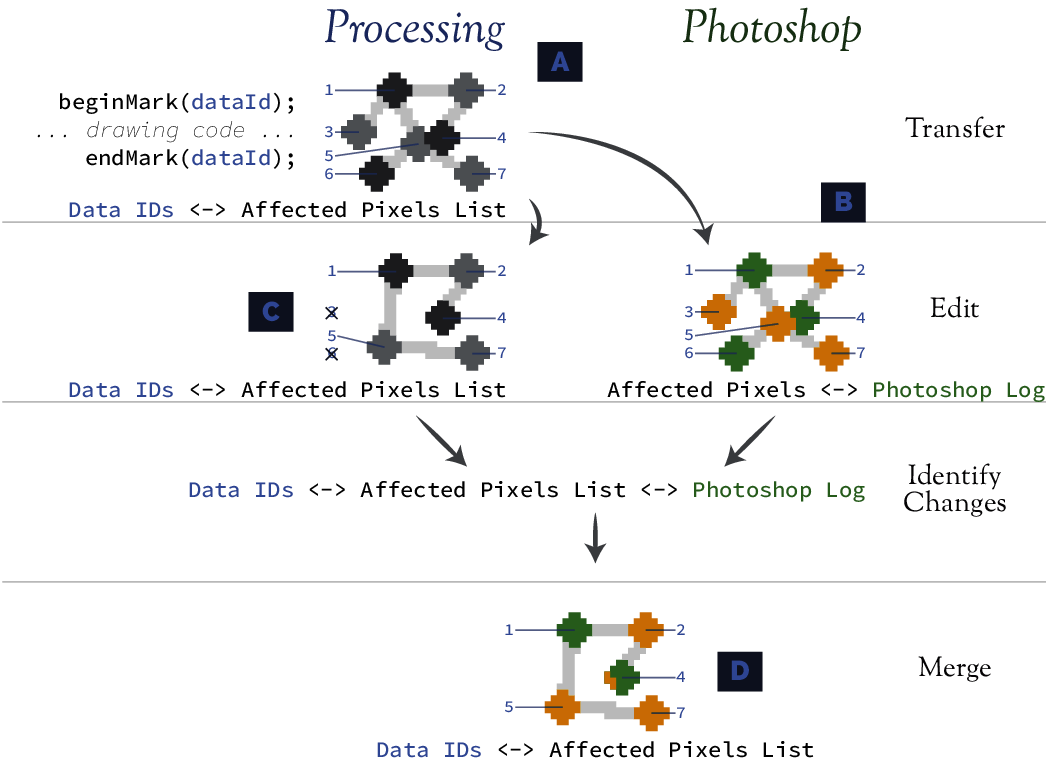 Processing
Photoshop
A
beginMark(dataId);
... drawing code ...
endMark(dataId);
1
2
3
4
5
6
7
Transfer
Data IDs <-> Affected Pixels List
B
1
2
C
3
4
5
6
7
1
2
3
4
5
6
7
Edit
Data IDs <-> Affected Pixels List
Affected Pixels <-> Photoshop Log
Data IDs <-> Affected Pixels List <-> Photoshop Log
Identify
Changes
1
2
4
5
7
D
Merge
Data IDs <-> Affected Pixels List